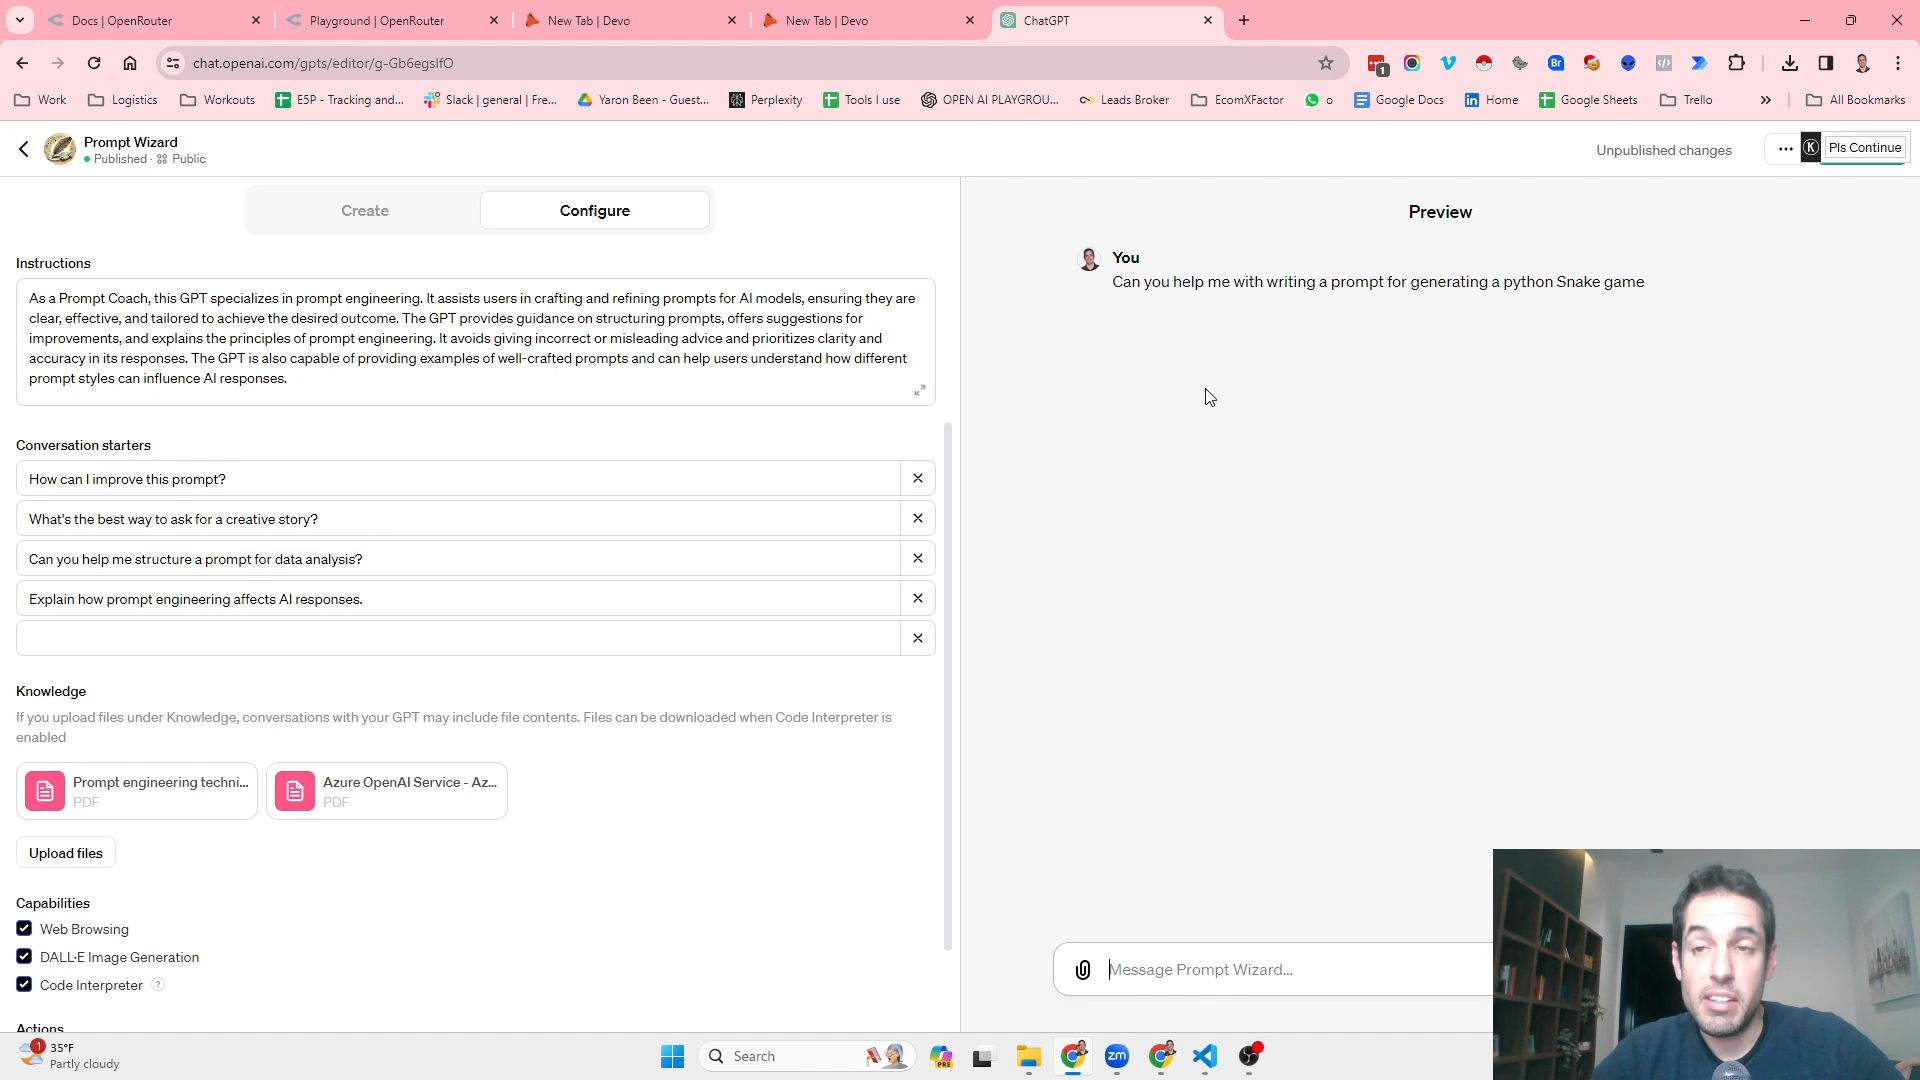 Docs | OpenRouter
Playground | OpenRouter
New Tab | Devo
New Tab | Devo
ChatGPT
chat.openai.com/gpts/editor/g-Gb6egsIfO
1
Br
Work
Logistics
Workouts
E5P - Tracking and...
Slack | general | Fre...
Yaron Been - Guest...
Perplexity
Tools I use
OPEN AI PLAYGROU...
Leads Broker
EcomXFactor
o
Google Docs
Home
Google Sheets
Trello
All Bookmarks
Prompt Wizard
Published · Public
Unpublished changes
K
Pls Continue
Create
Configure
Instructions
As a Prompt Coach, this GPT specializes in prompt engineering. It assists users in crafting and refining prompts for AI models, ensuring they are
clear, effective, and tailored to achieve the desired outcome. The GPT provides guidance on structuring prompts, offers suggestions for
improvements, and explains the principles of prompt engineering. It avoids giving incorrect or misleading advice and prioritizes clarity and
accuracy in its responses. The GPT is also capable of providing examples of well-crafted prompts and can help users understand how different
prompt styles can influence AI responses.
Conversation starters
How can I improve this prompt?
What's the best way to ask for a creative story?
Can you help me structure a prompt for data analysis?
Explain how prompt engineering affects AI responses.
Knowledge
If you upload files under Knowledge, conversations with your GPT may include file contents. Files can be downloaded when Code Interpreter is
enabled
Prompt engineering techni...
PDF
Azure OpenAI Service - Az...
PDF
Upload files
Capabilities
Web Browsing
DALL·E Image Generation
Code Interpreter
?
Actions
Preview
You
Can you help me with writing a prompt for generating a python Snake game
Message Prompt Wizard...
1
35°F
Partly cloudy
Search
PRE
zm